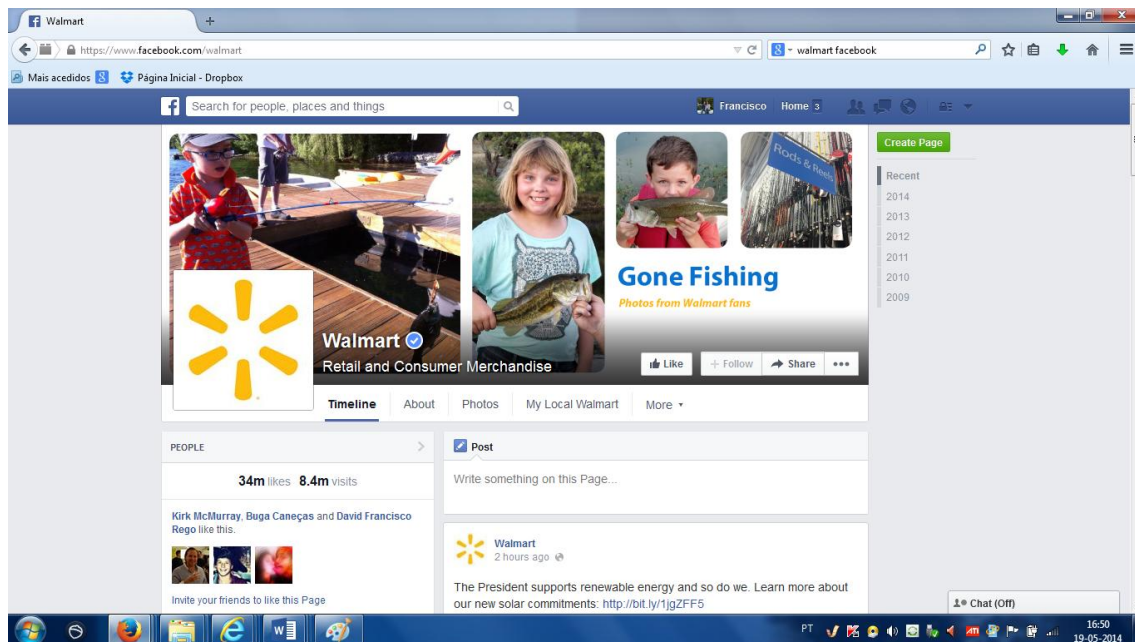 Walmart
https://www.facebook.com/walmart
walmart facebook
Mais acedidos
Página Inicial - Dropbox
Search for people, places and things
Francisco Home 3
Create Page
Recent
2014
2013
2012
2011
2010
2009
Rods & Reels
Gone Fishing
Photos from Walmart fans
Walmart
Retail and Consumer Merchandise
Like + Follow Share •••
Timeline About Photos My Local Walmart More
PEOPLE
34m likes 8.4m visits
Kirk McMurray, Buga Caneças and David Francisco
Rego like this.
Invite your friends to like this Page
Post
Write something on this Page...
Walmart
2 hours ago
The President supports renewable energy and so do we. Learn more about
our new solar commitments: http://bit.ly/1jgZFF5
Chat (Off)
PT
ATI
16:50
19-05-2014